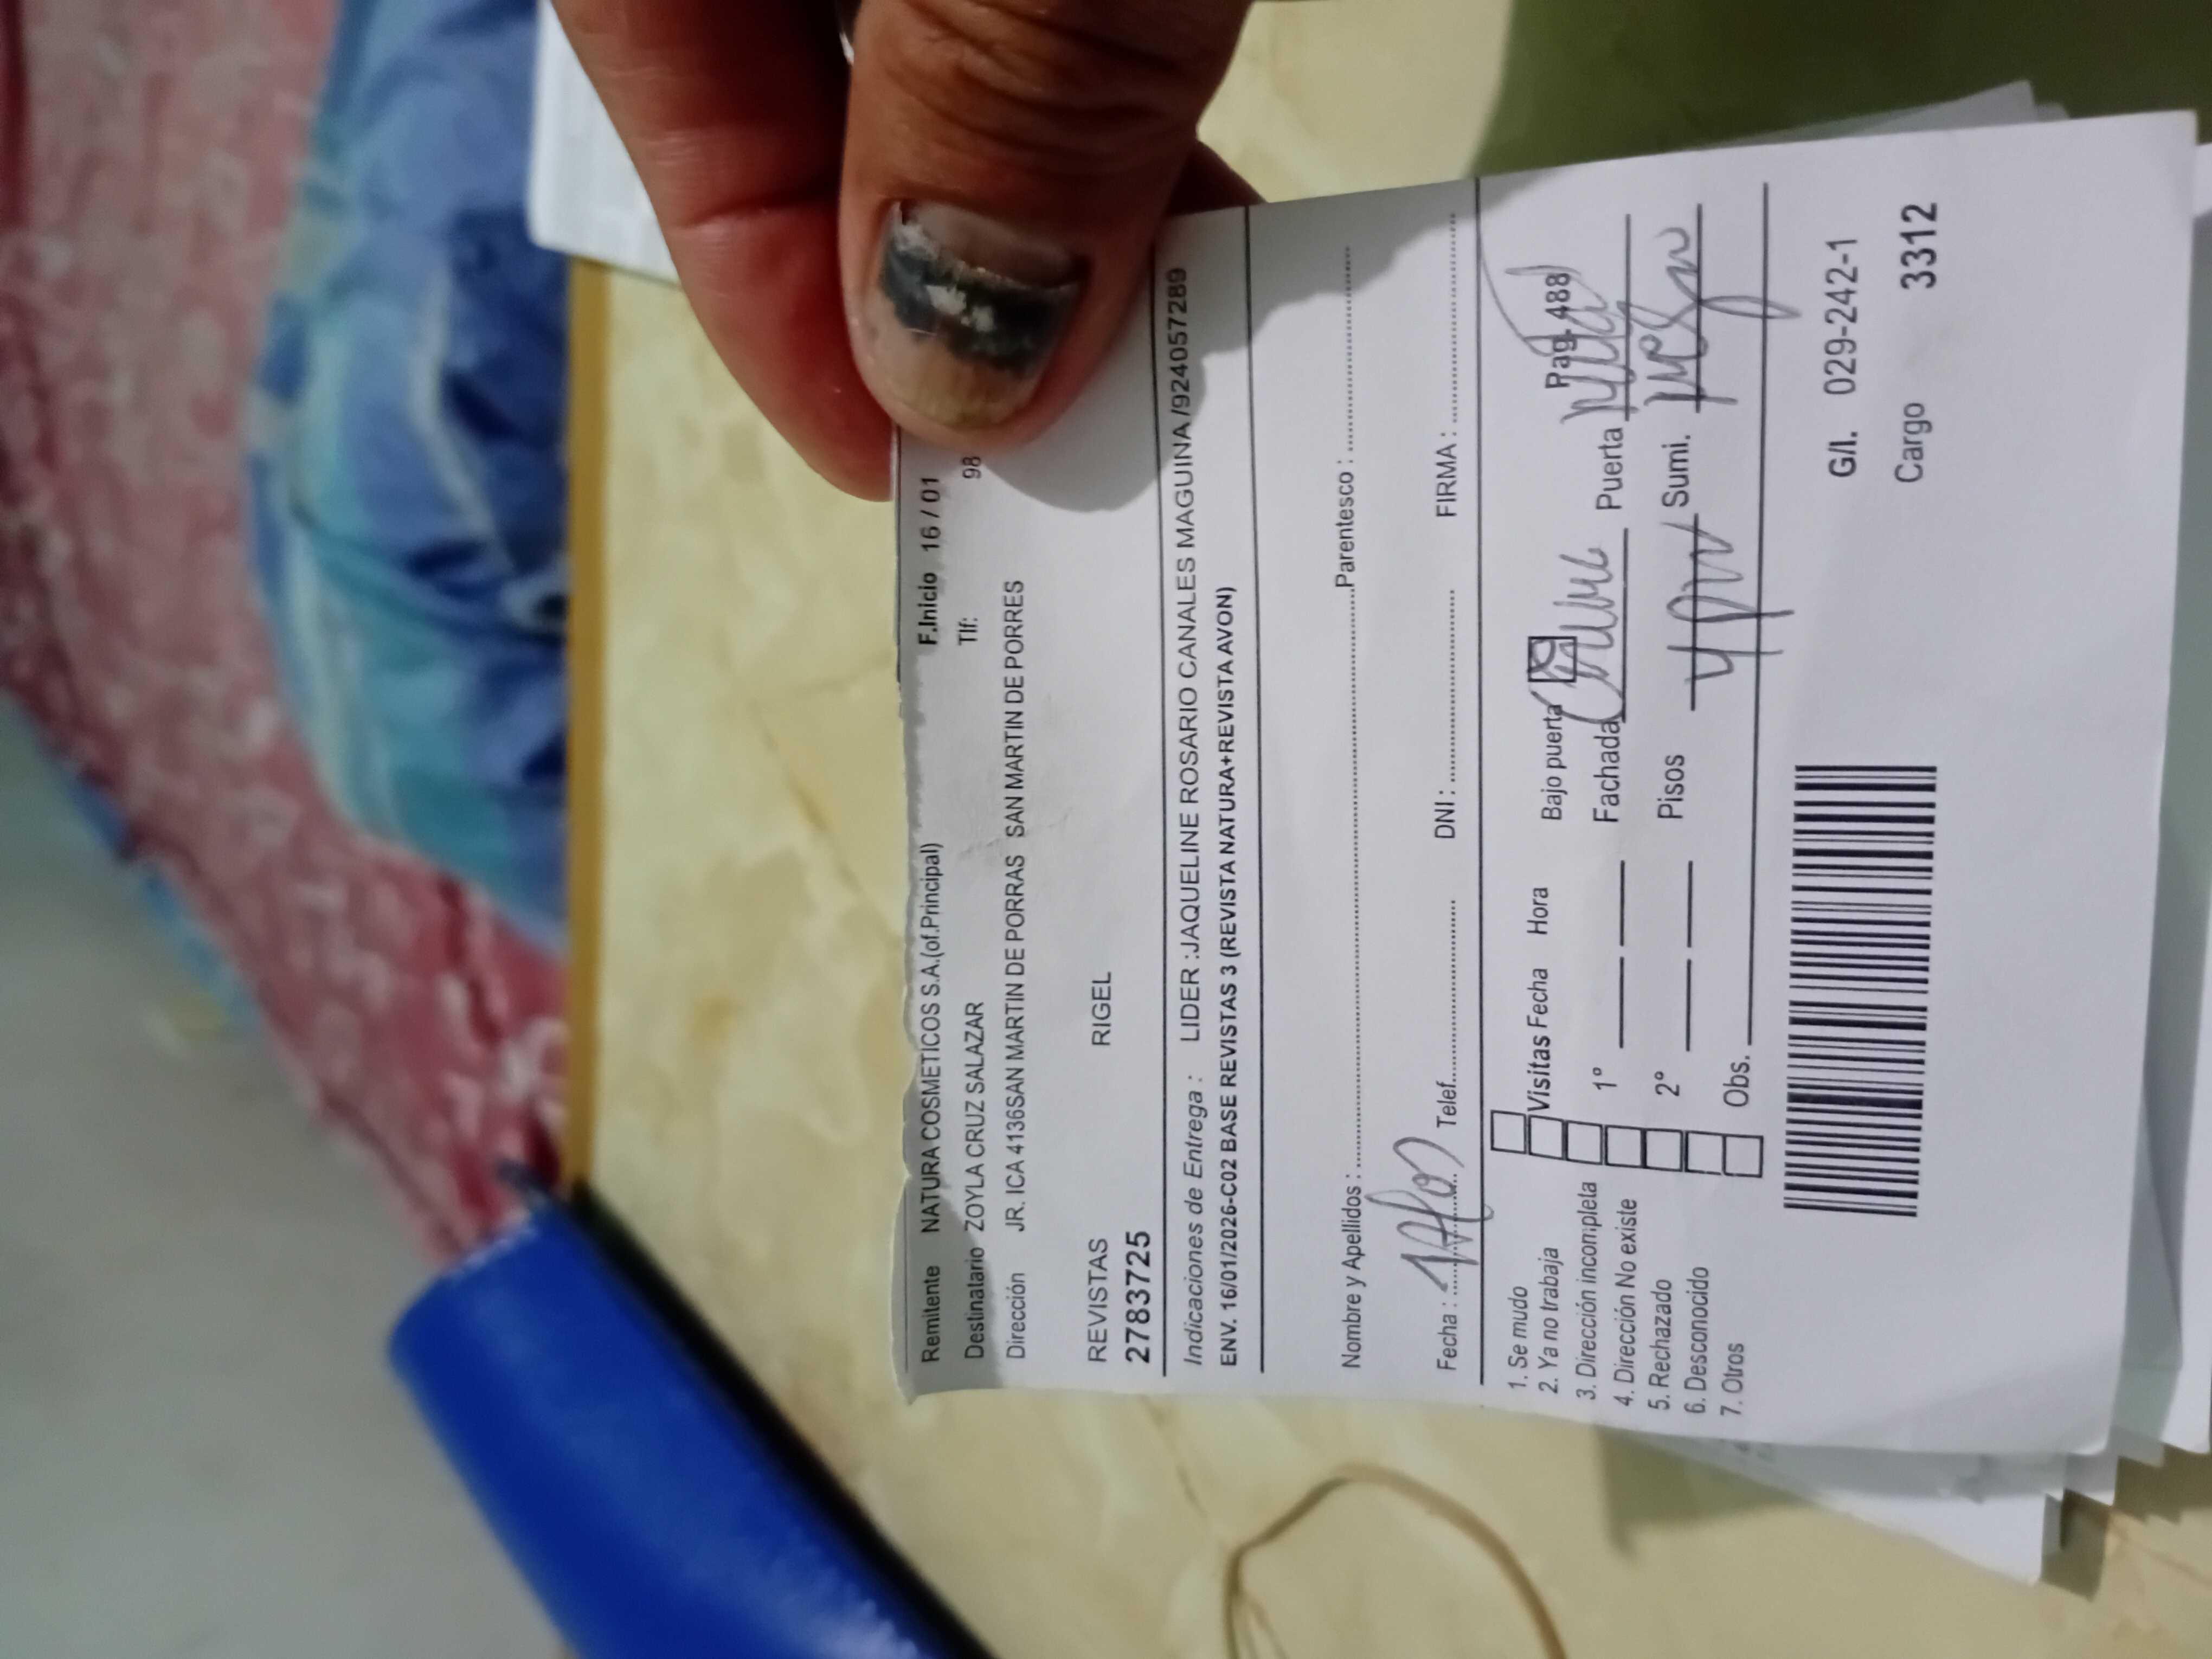 Remitente NATURA COSMETICOS S.A.(of.Principal) F.Inicio 16 / 01
Destinatario ZOYLA CRUZ SALAZAR Tlf: 98
Dirección JR. ICA 4136SAN MARTIN DE PORRAS SAN MARTIN DE PORRES
REVISTAS RIGEL
2783725
Indicaciones de Entrega : LIDER :JAQUELINE ROSARIO CANALES MAGUINA /924057289
ENV. 16/01/2026-C02 BASE REVISTAS 3 (REVISTA NATURA+REVISTA AVON)
Nombre y Apellidos : Parentesco :
Fecha : Telef. DNI : FIRMA :
1. Se mudo
2. Ya no trabaja
3. Dirección incompleta
4. Dirección No existe
5. Rechazado
6. Desconocido
7. Otros
Visitas Fecha Hora Bajo puerta Pag- 488
1° Fachada Puerta
2° Pisos Sumi.
Obs.
G/l. 029-242-1
Cargo 3312